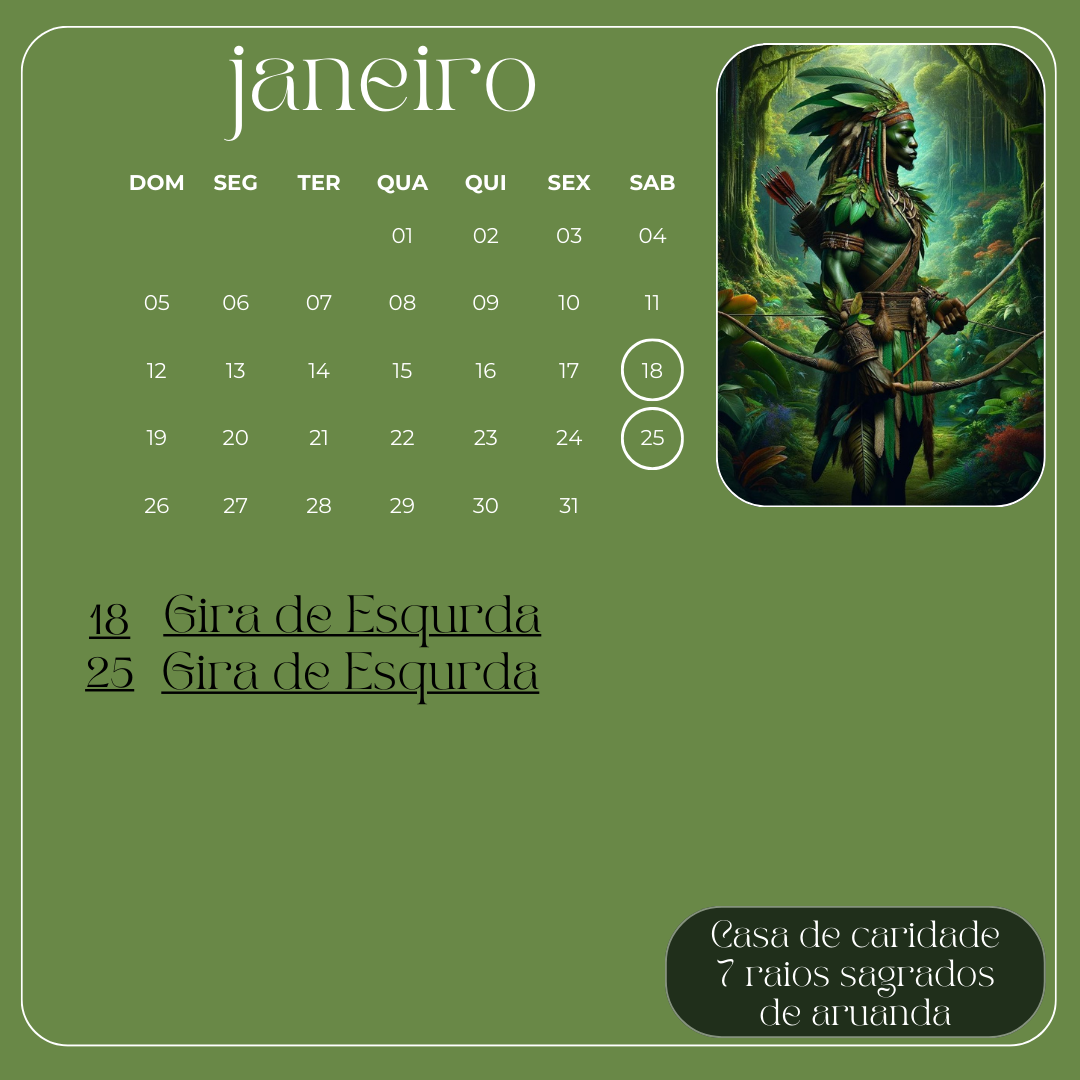 janeiro
DOM SEG TER QUA QUI SEX SAB
01 02 03 04
05 06 07 08 09 10 11
12 13 14 15 16 17 18
19 20 21 22 23 24 25
26 27 28 29 30 31
18 Gira de Esqurda
25 Gira de Esqurda
Casa de caridade
7 raios sagrados
de aruanda